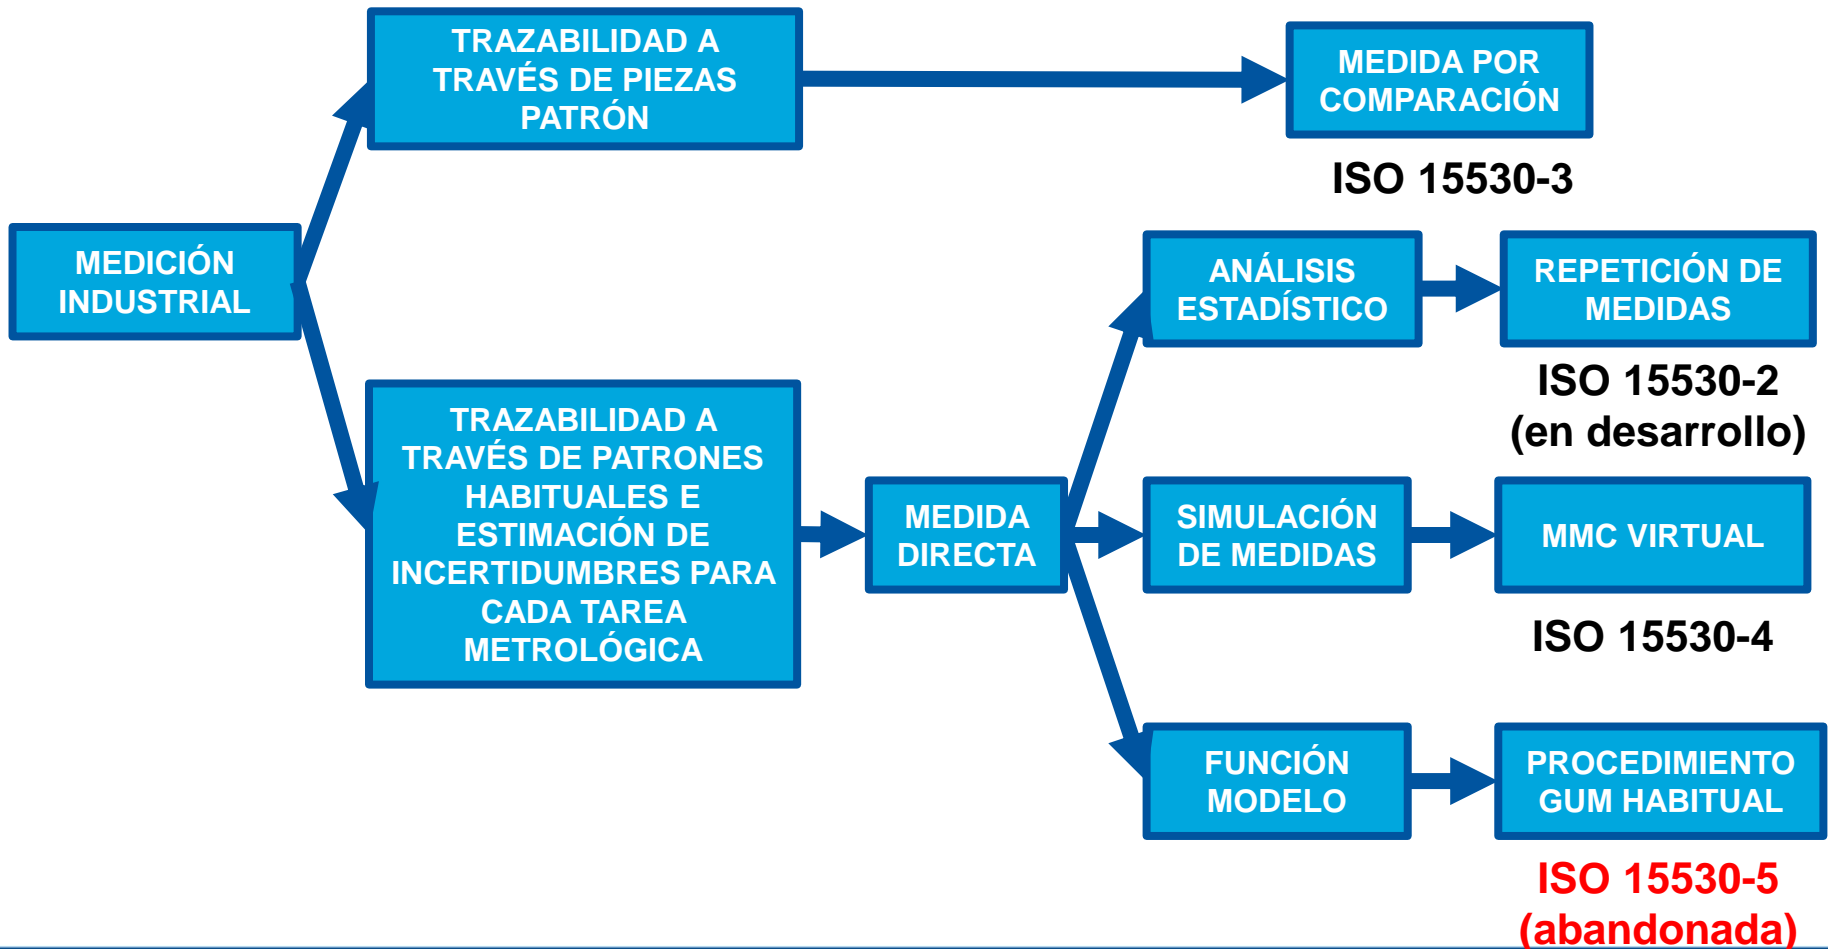 TRAZABILIDAD A
TRAVÉS DE PIEZAS
PATRÓN
MEDIDA POR
COMPARACIÓN
ISO 15530-3
MEDICIÓN
INDUSTRIAL
ANÁLISIS
ESTADÍSTICO
REPETICIÓN DE
MEDIDAS
ISO 15530-2
(en desarrollo)
TRAZABILIDAD A
TRAVÉS DE PATRONES
HABITUALES E
ESTIMACIÓN DE
INCERTIDUMBRES PARA
CADA TAREA
METROLÓGICA
MEDIDA
DIRECTA
SIMULACIÓN
DE MEDIDAS
MMC VIRTUAL
ISO 15530-4
FUNCIÓN
MODELO
PROCEDIMIENTO
GUM HABITUAL
ISO 15530-5
(abandonada)